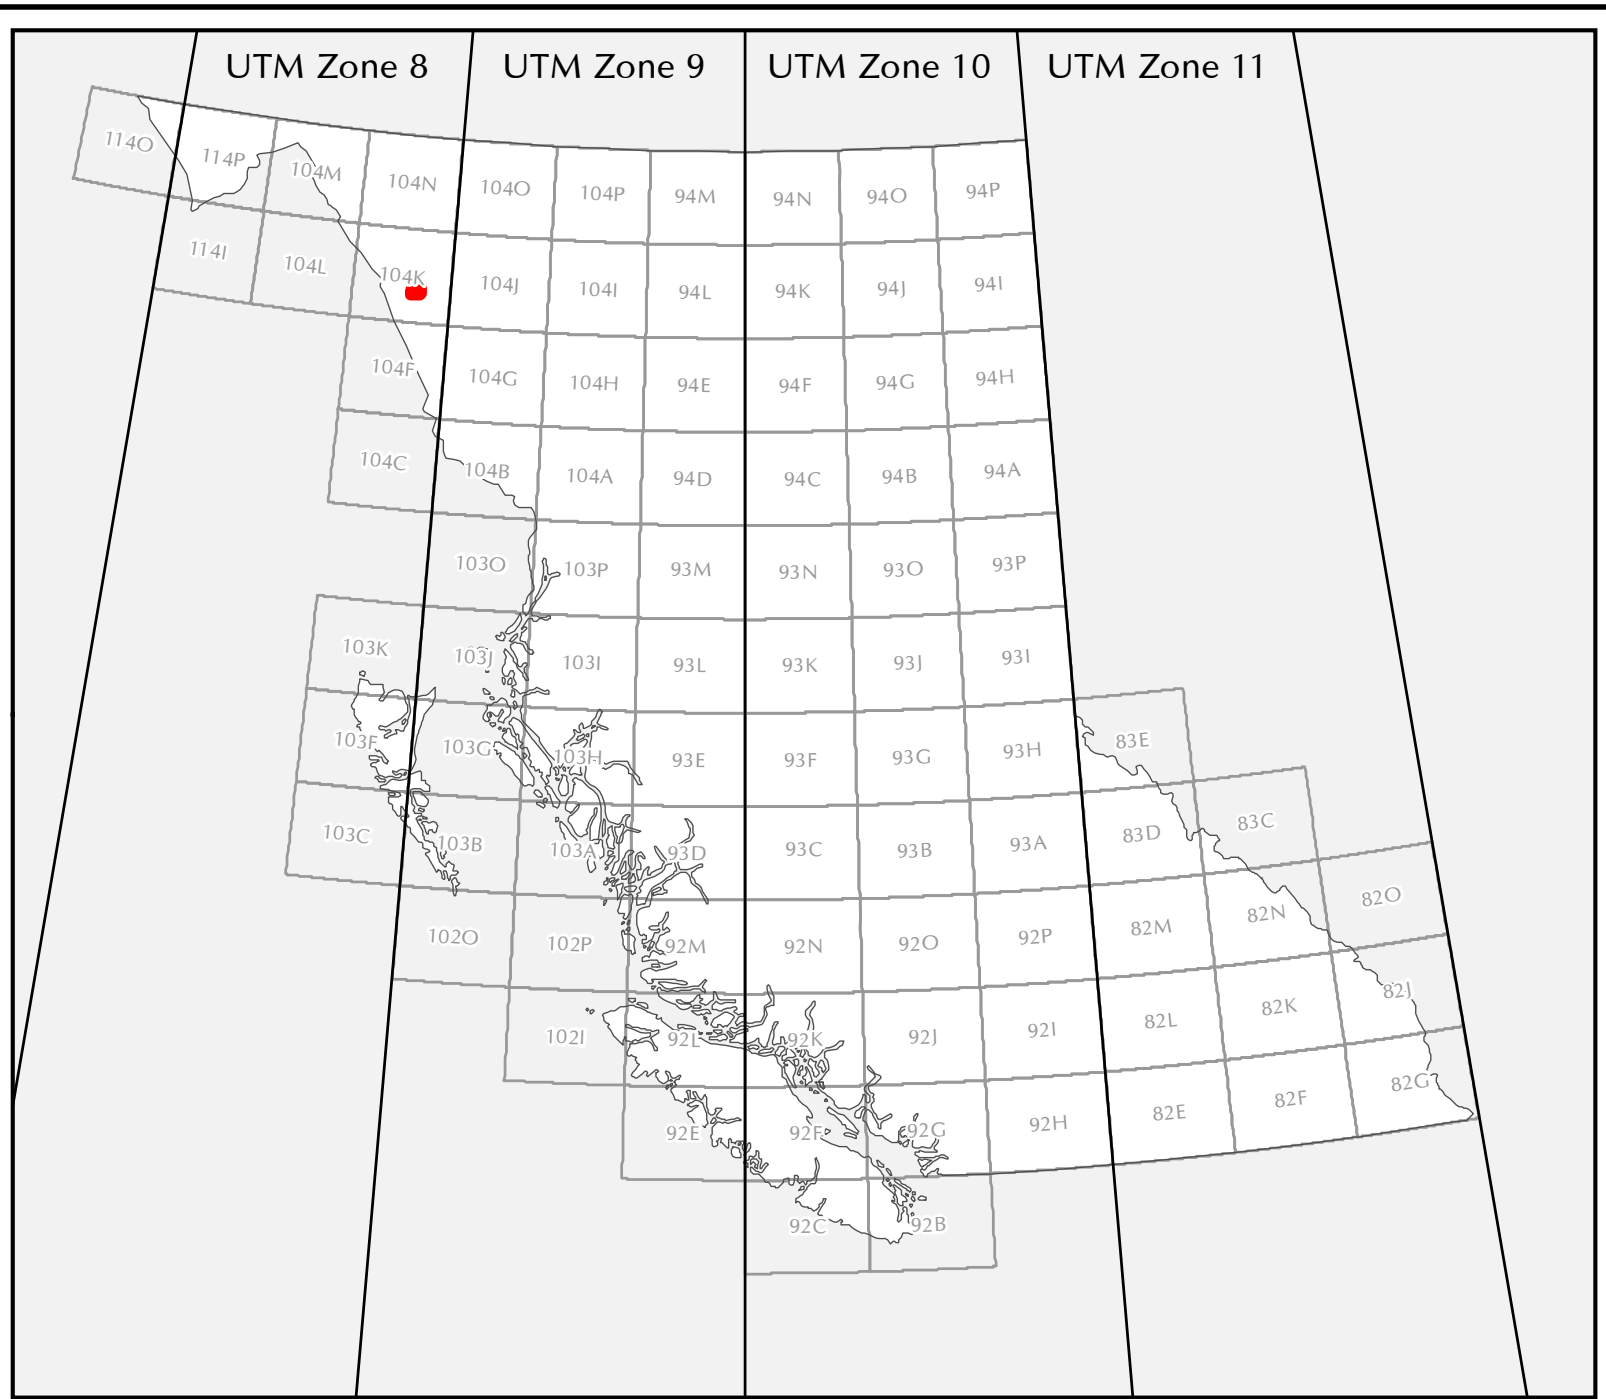 UTM Zone 8 UTM Zone 9 UTM Zone 10 UTM Zone 11
114O 114P 104M 104N 104O 104P 94M 94N 94O 94P
114I 104L 104K 104J 104I 94L 94K 94J 94I
104F 104G 104H 94E 94F 94G 94H
104C 104B 104A 94D 94C 94B 94A
103O 103P 93M 93N 93O 93P
103K 103J 103I 93L 93K 93J 93I
103F 103G 103H 93E 93F 93G 93H 83E
103C 103B 103A 93D 93C 93B 93A 83D 83C
102O 102P 92M 92N 92O 92P 82M 82N 82O
102I 92L 92K 92J 92I 82L 82K 82J
92E 92F 92G 92H 82E 82F 82G
92C 92B